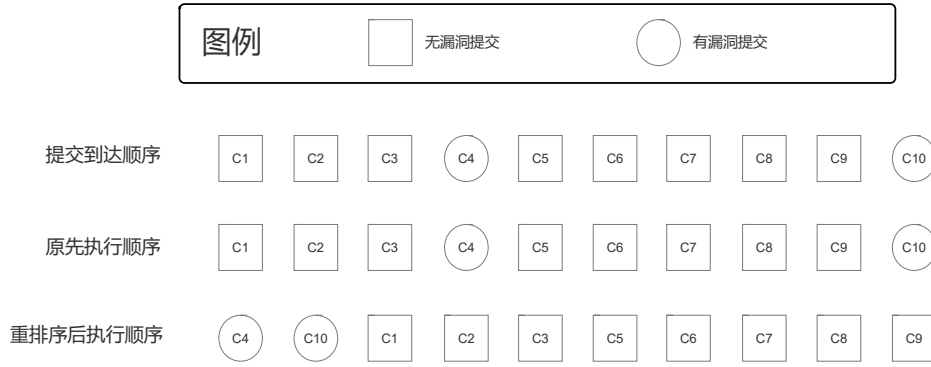 图例 无漏洞提交 有漏洞提交
提交到达顺序 C1 C2 C3 C4 C5 C6 C7 C8 C9 C10
原先执行顺序 C1 C2 C3 C4 C5 C6 C7 C8 C9 C10
重排序后执行顺序 C4 C10 C1 C2 C3 C5 C6 C7 C8 C9